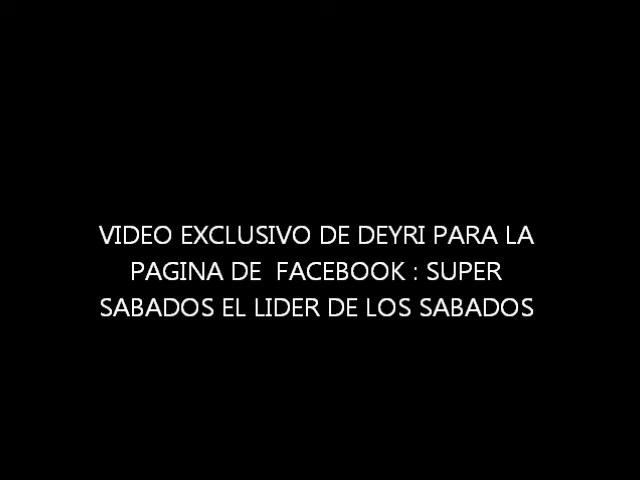 VIDEO EXCLUSIVO DE DEYRI PARA LA
PAGINA DE  FACEBOOK : SUPER
SABADOS EL LIDER DE LOS SABADOS